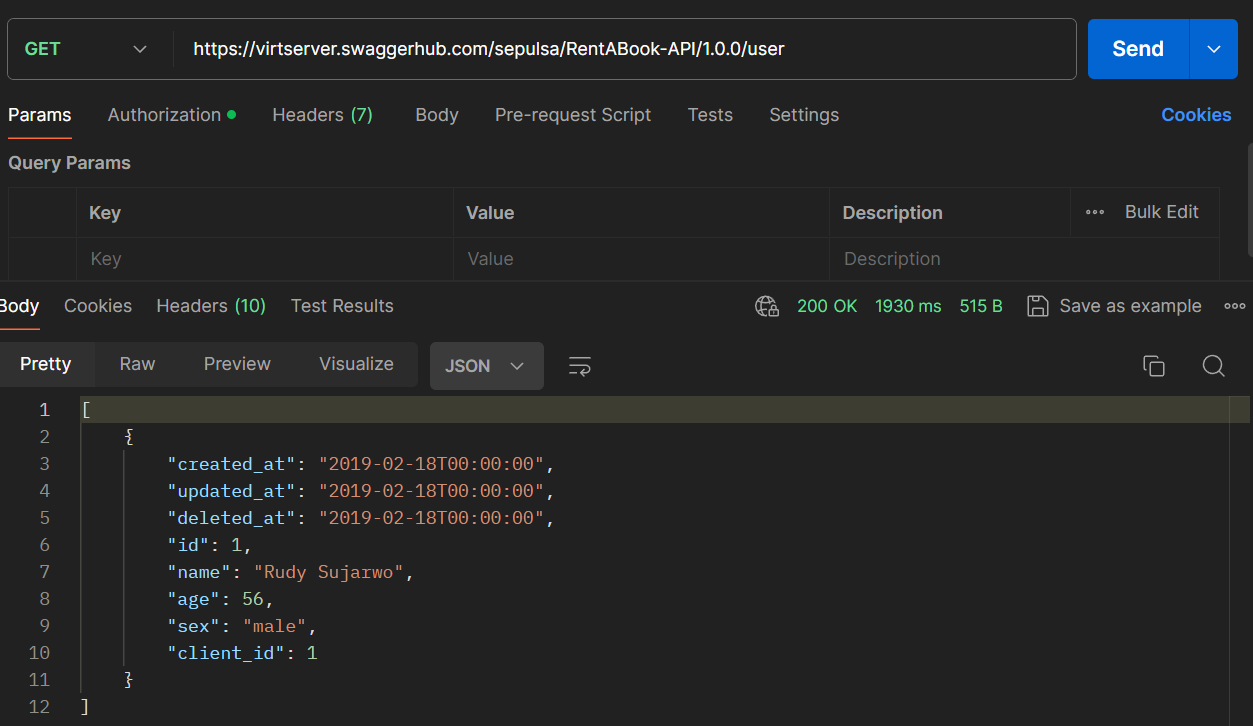 GET https://virtserver.swaggerhub.com/sepulsa/RentABook-API/1.0.0/user Send
Params Authorization Headers (7) Body Pre-request Script Tests Settings Cookies
Query Params
Key Value Description Bulk Edit
Key Value Description
Body Cookies Headers (10) Test Results 200 OK 1930 ms 515 B Save as example
Pretty Raw Preview Visualize JSON
1 [
2 {
3 "created_at": "2019-02-18T00:00:00",
4 "updated_at": "2019-02-18T00:00:00",
5 "deleted_at": "2019-02-18T00:00:00",
6 "id": 1,
7 "name": "Rudy Sujarwo",
8 "age": 56,
9 "sex": "male",
10 "client_id": 1
11 }
12 ]